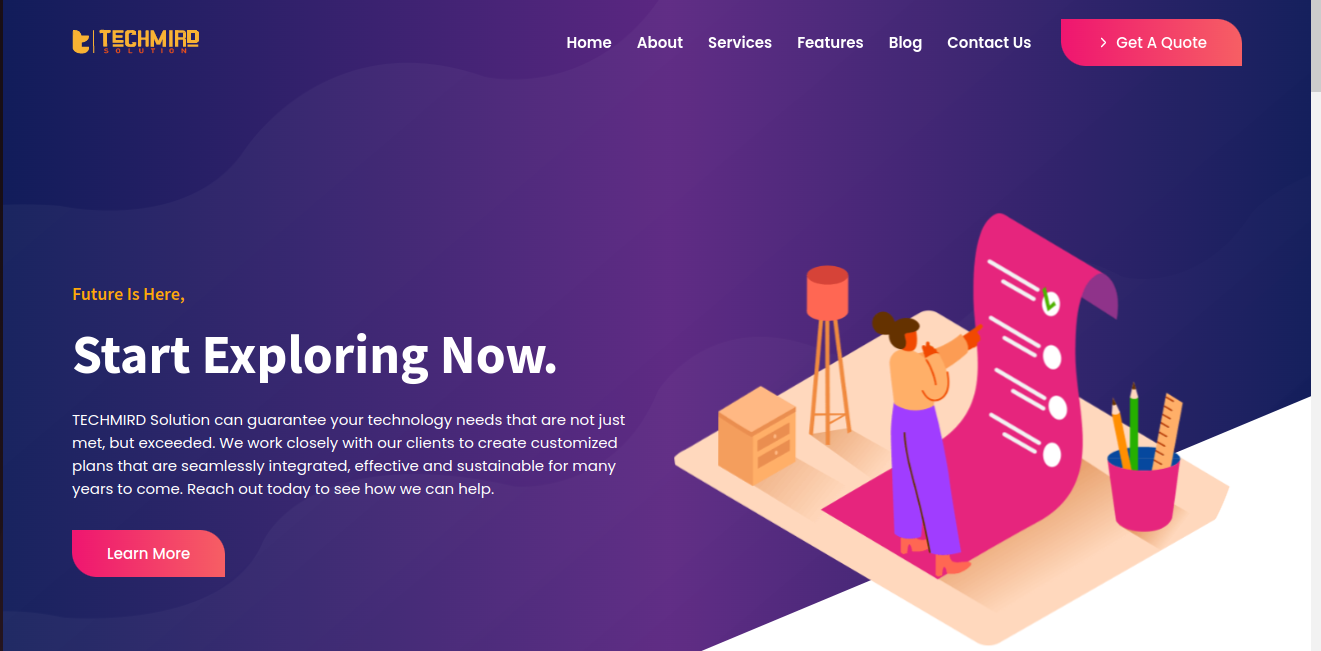 TECHMIRD
SOLUTION
Home About Services Features Blog Contact Us Get A Quote
Future Is Here,
Start Exploring Now.
TECHMIRD Solution can guarantee your technology needs that are not just
met, but exceeded. We work closely with our clients to create customized
plans that are seamlessly integrated, effective and sustainable for many
years to come. Reach out today to see how we can help.
Learn More